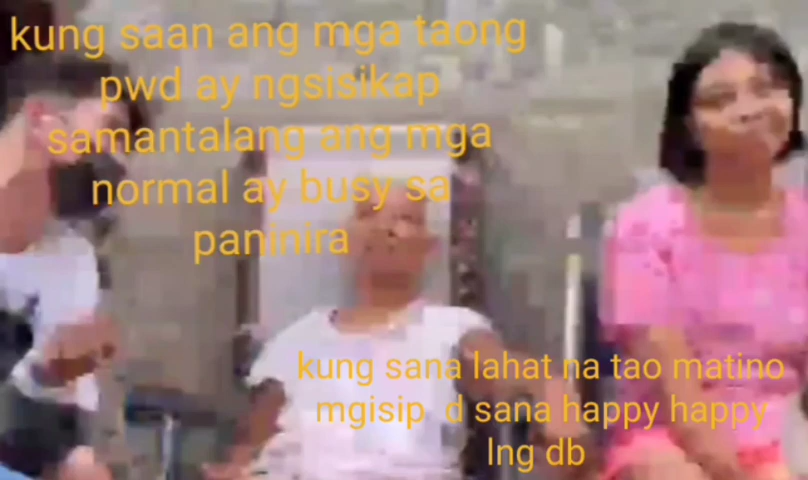 kung saan ang mga taong
pwd ay ngsisikap
samantalang ang mga
normal ay busy sa
paninira
kung sana lahat na tao matino
mgisip d sana happy happy
lng db